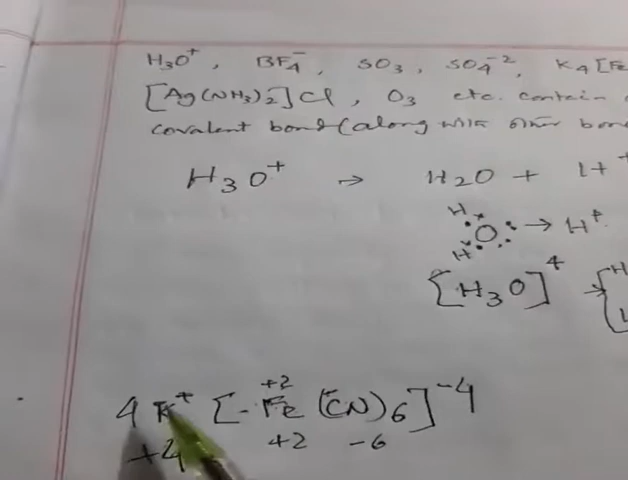 H3O+ , BF4- , SO3 , SO4-2 , K4 [Fe
[Ag(NH3)2]Cl , O3 etc. contain
covalent bond (along with other bon
H3O+ → H2O + H+
H
O → H+
H
[H3O]+ → [H
+2
4 K+ [Fe (CN)6]-4
+4 +2 -6